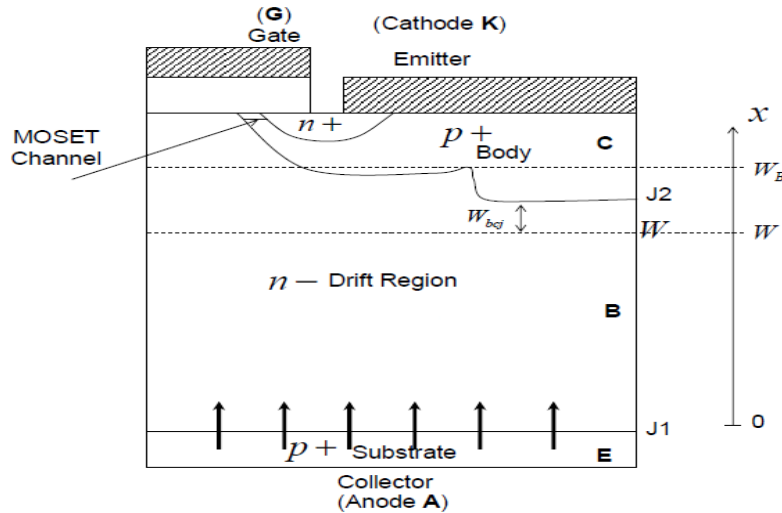 (G)
Gate
(Cathode K)
Emitter
MOSET
Channel
n+
p+
Body
C
x
W_B
J2
W_bcj
W
W
n — Drift Region
B
0
J1
p+ Substrate
E
Collector
(Anode A)